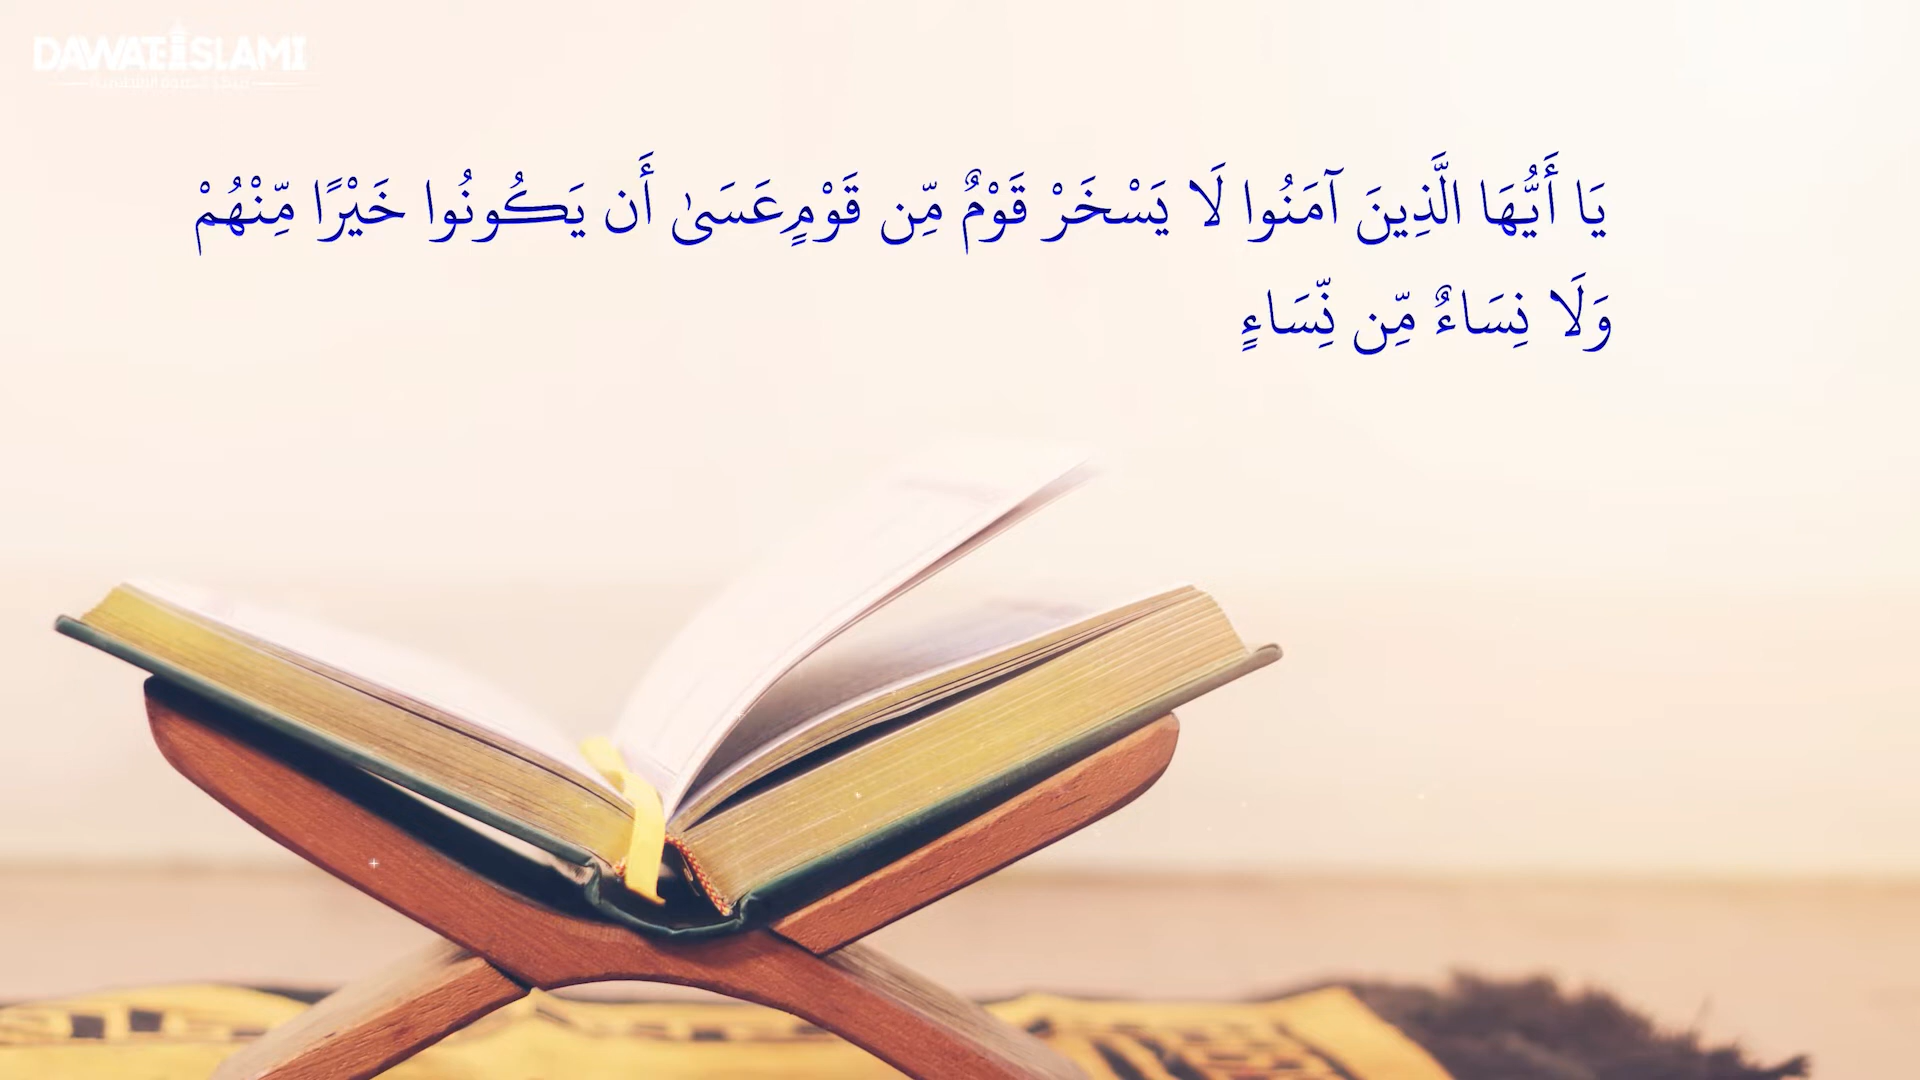 DAWATEISLAMI
يَا أَيُّهَا الَّذِينَ آمَنُوا لَا يَسْخَرْ قَوْمٌ مِّن قَوْمٍ عَسَىٰ أَن يَكُونُوا خَيْرًا مِّنْهُمْ
وَلَا نِسَاءٌ مِّن نِّسَاءٍ